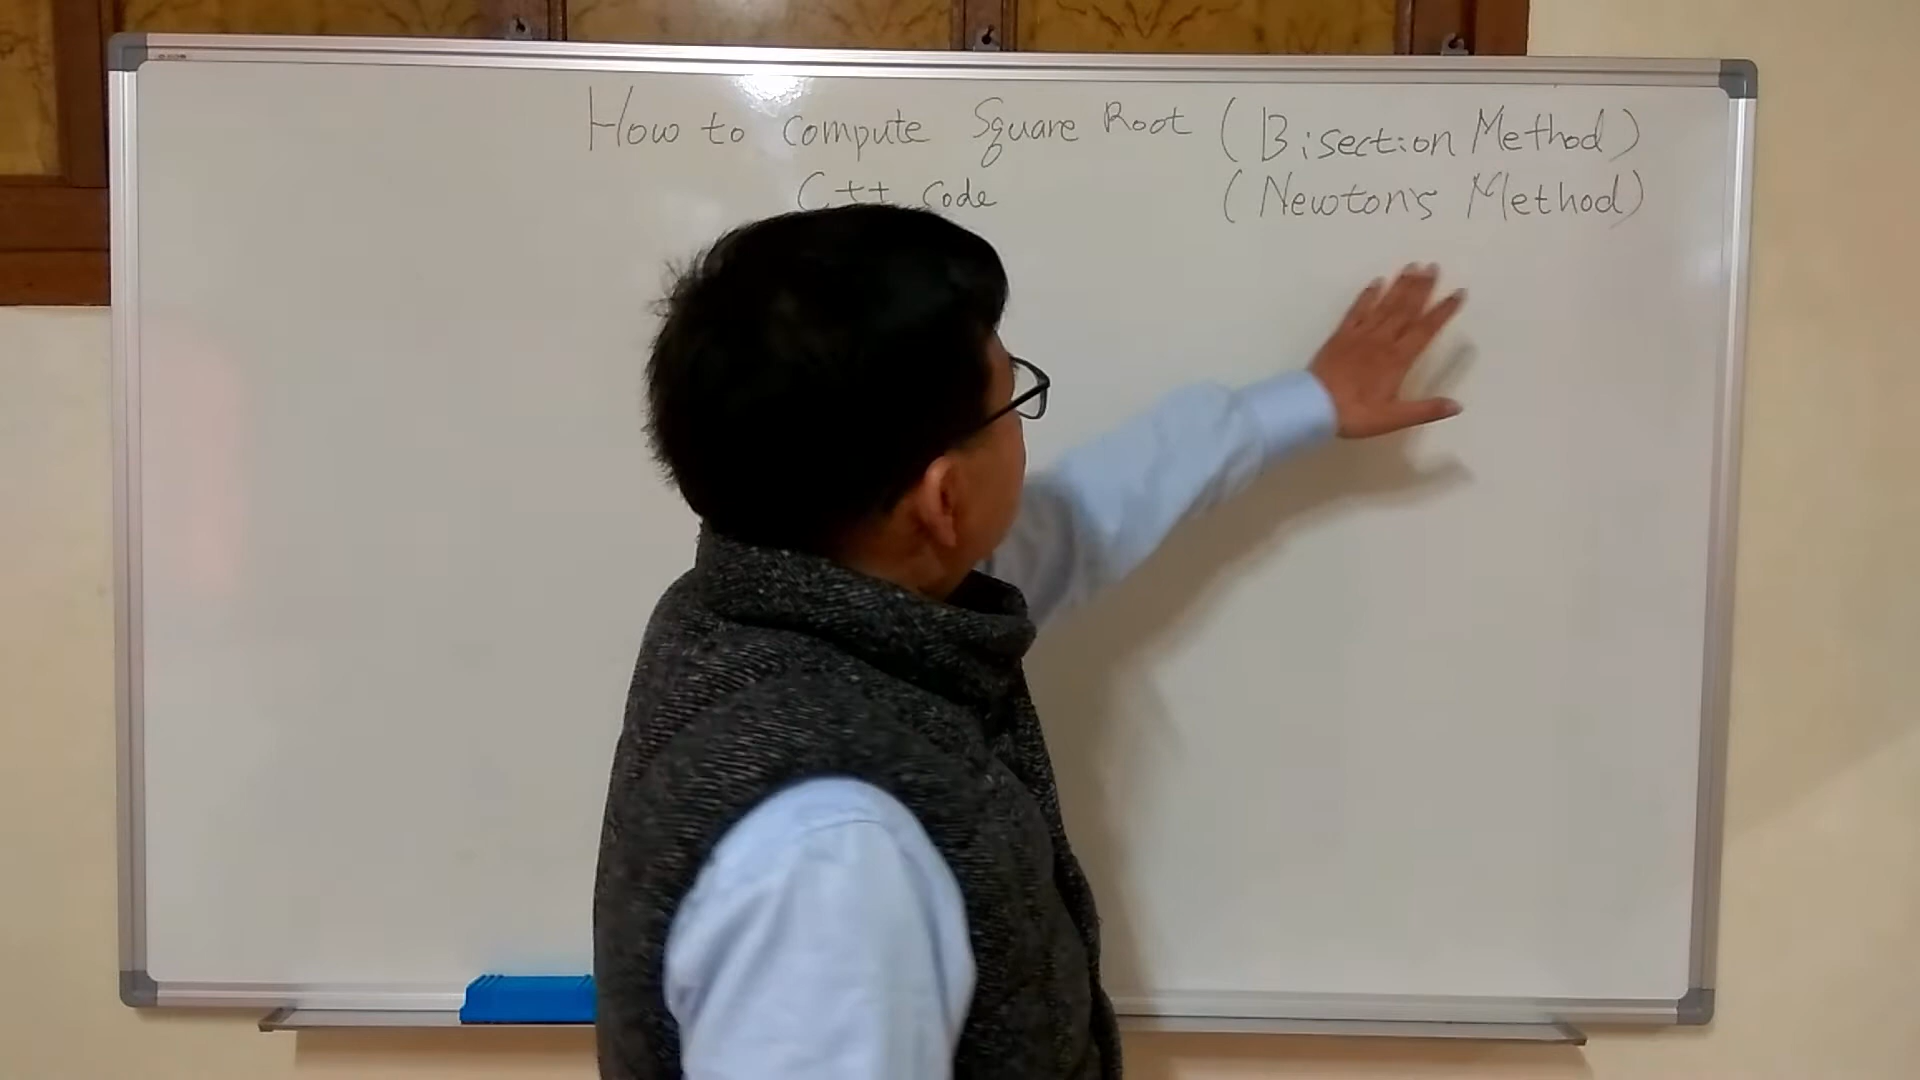 How to compute Square Root (Bisection Method)
C++ code (Newton's Method)